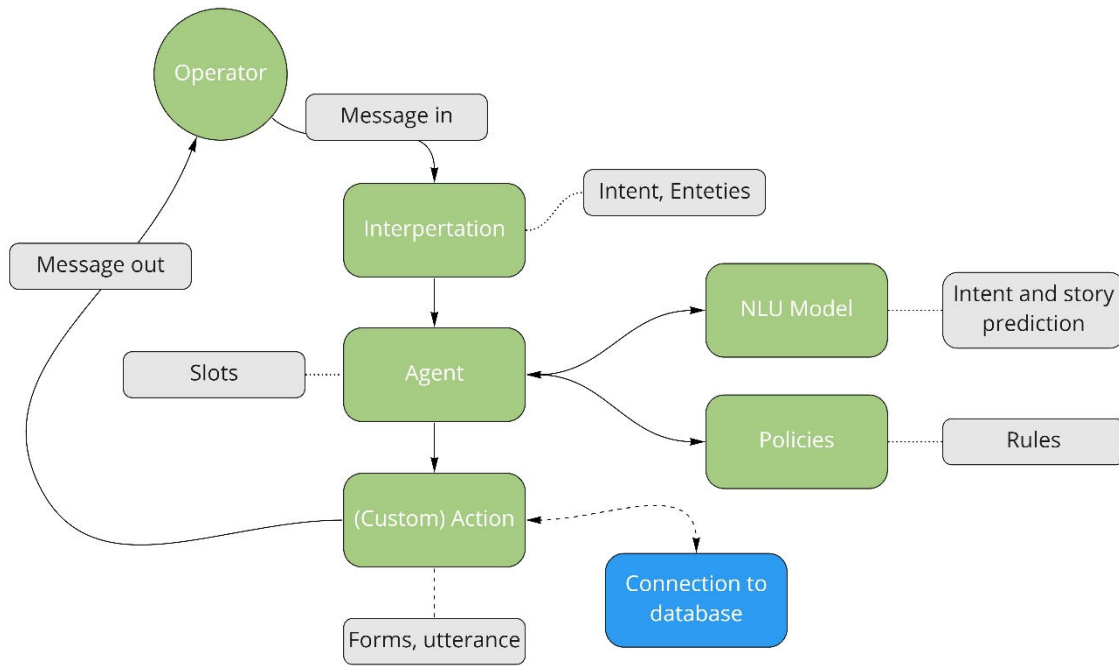 Operator
Message in
Interpertation
Intent, Enteties
Message out
NLU Model
Intent and story
prediction
Slots
Agent
Policies
Rules
(Custom) Action
Connection to
database
Forms, utterance